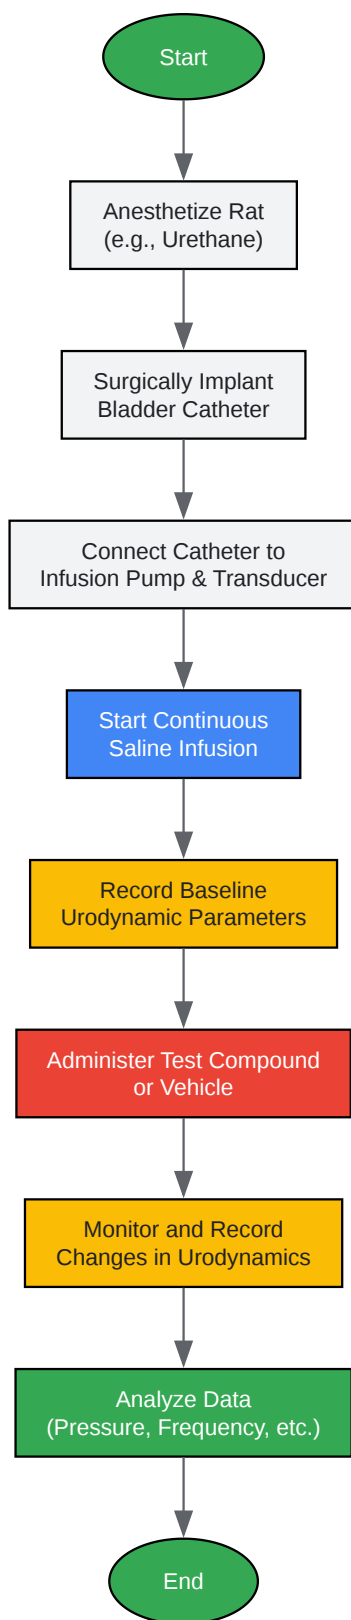 Start
Anesthetize Rat
(e.g., Urethane)
Surgically Implant
Bladder Catheter
Connect Catheter to
Infusion Pump & Transducer
Start Continuous
Saline Infusion
Record Baseline
Urodynamic Parameters
Administer Test Compound
or Vehicle
Monitor and Record
Changes in Urodynamics
Analyze Data
(Pressure, Frequency, etc.)
End